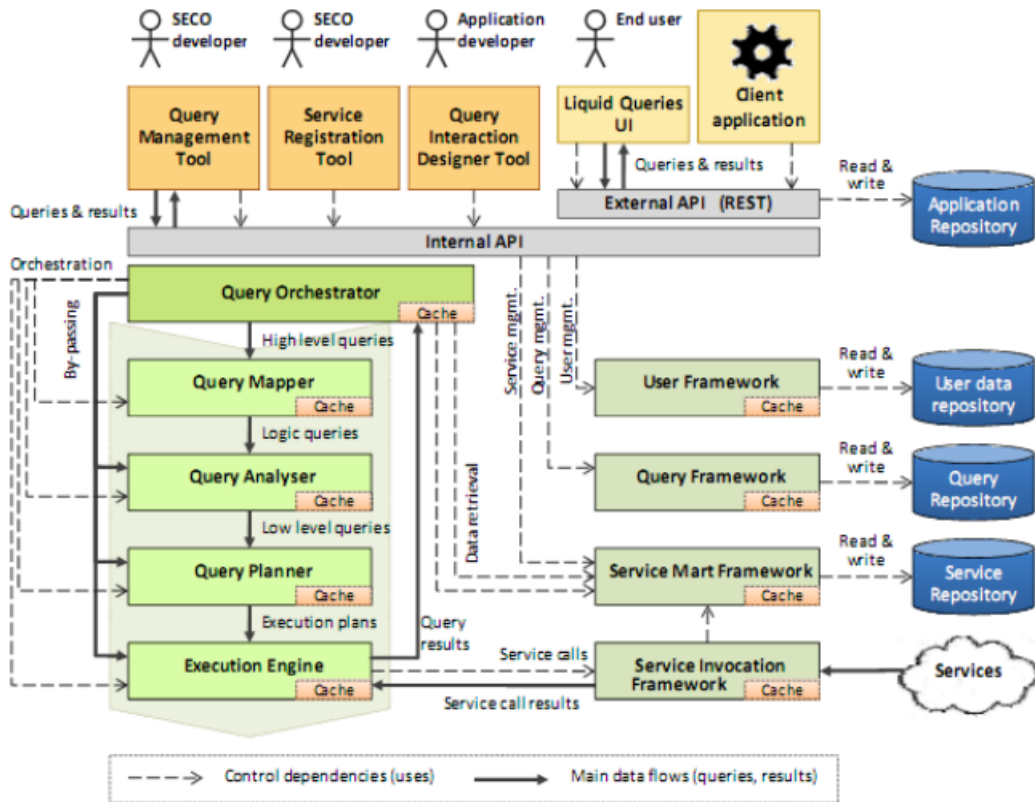 SECO
developer
SECO
developer
Application
developer
End user
Query
Management
Tool
Service
Registration
Tool
Query
Interaction
Designer Tool
Liquid Queries
UI
Client
application
Queries & results
Read &
write
Queries & results
External API (REST)
Application
Repository
Internal API
Orchestration
Query Orchestrator
Cache
By-passing
High level queries
Service mgmt.
Query mgmt.
User mgmt.
Query Mapper
Cache
User Framework
Cache
Read &
write
User data
repository
Logic queries
Query Analyser
Cache
Data retrieval
Query Framework
Cache
Read &
write
Query
Repository
Low level queries
Query Planner
Cache
Service Mart Framework
Cache
Read &
write
Service
Repository
Execution plans
Query
results
Execution Engine
Cache
Service calls
Service Invocation
Framework
Cache
Services
Service call results
Control dependencies (uses)
Main data flows (queries, results)